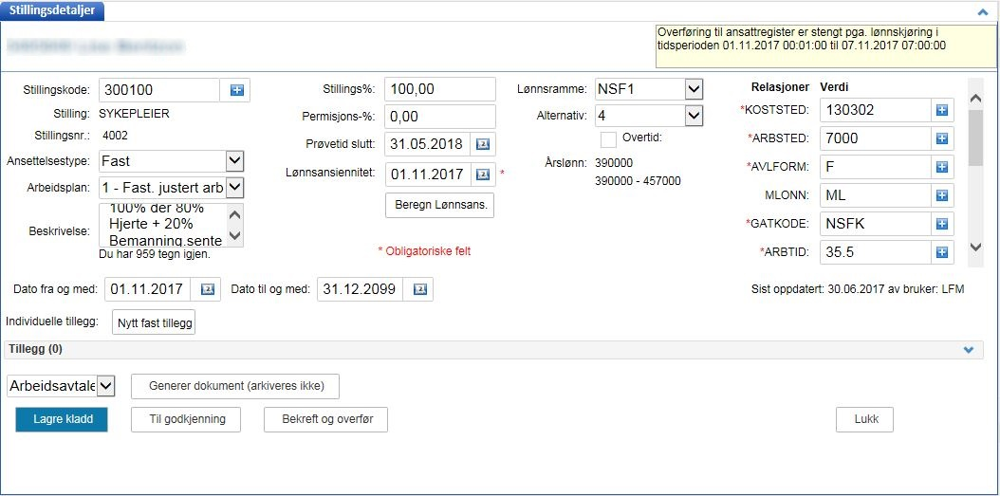 Stillingsdetaljer
Overføring til ansattregister er stengt pga. lønnskjøring i
tidsperioden 01.11.2017 00:01:00 til 07.11.2017 07:00:00
Stillingskode: 300100
Stilling: SYKEPLEIER
Stillingsnr.: 4002
Ansettelsestype: Fast
Arbeidsplan: 1 - Fast. justert arb
Beskrivelse:
100% der 80%
Hjerte + 20%
Bemanning.sente
Du har 959 tegn igjen.
Stillings%: 100,00
Permisjons-%: 0,00
Prøvetid slutt: 31.05.2018
Lønnsansiennitet: 01.11.2017 *
Beregn Lønnsans.
* Obligatoriske felt
Lønnsramme: NSF1
Alternativ: 4
Overtid:
Årslønn: 390000
390000 - 457000
Relasjoner Verdi
*KOSTSTED: 130302
*ARBSTED: 7000
*AVLFORM: F
MLONN: ML
*GATKODE: NSFK
*ARBTID: 35.5
Dato fra og med: 01.11.2017 Dato til og med: 31.12.2099
Sist oppdatert: 30.06.2017 av bruker: LFM
Individuelle tillegg: Nytt fast tillegg
Tillegg (0)
Arbeidsavtale Generer dokument (arkiveres ikke)
Lagre kladd Til godkjenning Bekreft og overfør Lukk